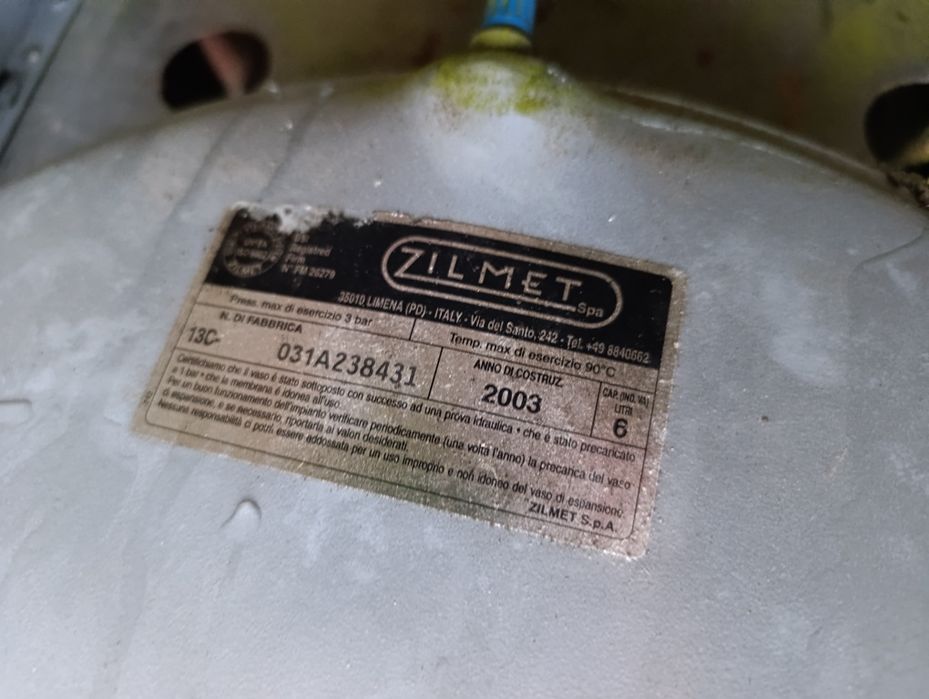 Registred
Firm
N° FM 26279
ZILMET
Spa
35010 LIMENA (PD) - ITALY - Via del Santo, 242 - Tel. +49 8840662
Press. max di esercizio 3 bar
Temp. max di esercizio 90°C
N. DI FABBRICA
13C-
031A238431
ANNO DI COSTRUZ.
2003
CAP. (IND. VA)
LITRI
6
Certifichiamo che il vaso è stato sottoposto con successo ad una prova idraulica • che è stato precaricato
a 1 bar • che la membrana è idonea all'uso.
Per un buon funzionamento dell'impianto verificare periodicamente (una volta l'anno) la precarica del vaso
di espansione, e se necessario, riportarla ai valori desiderati.
Nessuna responsabilità ci potrà essere addossata per un uso improprio e non idoneo del vaso di espansione
ZILMET S.p.A.